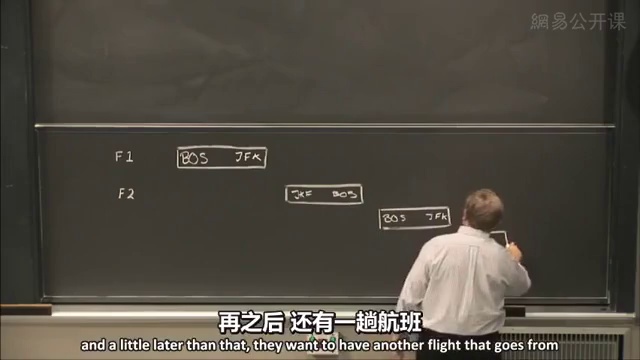 網易公开课
F1 BOS JFK
F2 JKF BOS
BOS JFK
再之后 还有一趟航班
and a little later than that, they want to have another flight that goes from